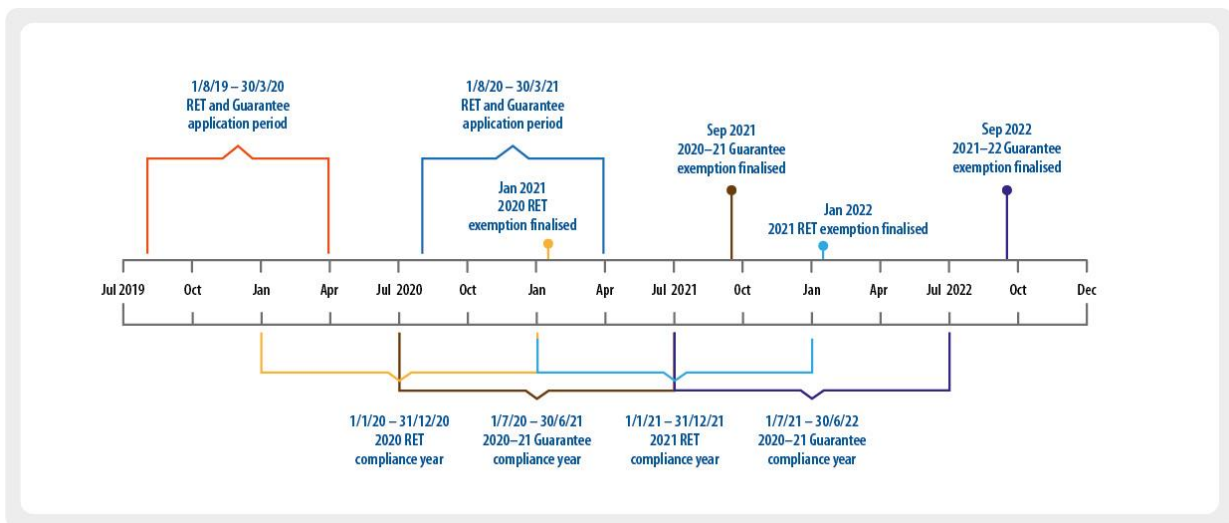 1/8/19 – 30/3/20
RET and Guarantee
application period
1/8/20 – 30/3/21
RET and Guarantee
application period
Jan 2021
2020 RET
exemption finalised
Sep 2021
2020–21 Guarantee
exemption finalised
Jan 2022
2021 RET exemption finalised
Sep 2022
2021–22 Guarantee
exemption finalised
Jul 2019 Oct Jan Apr Jul 2020 Oct Jan Apr Jul 2021 Oct Jan Apr Jul 2022 Oct Dec
1/1/20 – 31/12/20
2020 RET
compliance year
1/7/20 – 30/6/21
2020–21 Guarantee
compliance year
1/1/21 – 31/12/21
2021 RET
compliance year
1/7/21 – 30/6/22
2020–21 Guarantee
compliance year